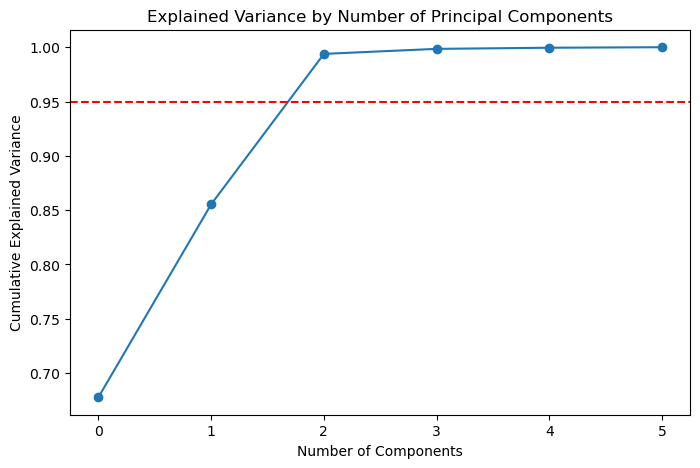 Explained Variance by Number of Principal Components
Cumulative Explained Variance
1.00
0.95
0.90
0.85
0.80
0.75
0.70
0 1 2 3 4 5
Number of Components